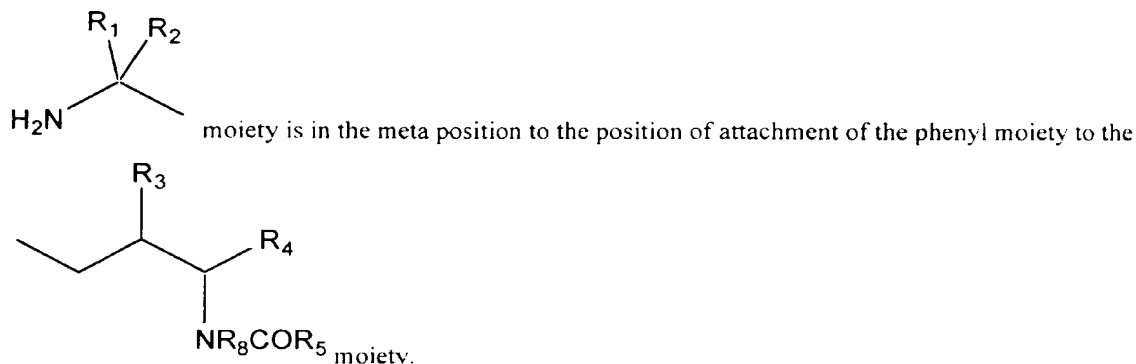 R₁ R₂
H₂N
moiety is in the meta position to the position of attachment of the phenyl moiety to the
R₃
R₄
NR₈COR₅ moiety.